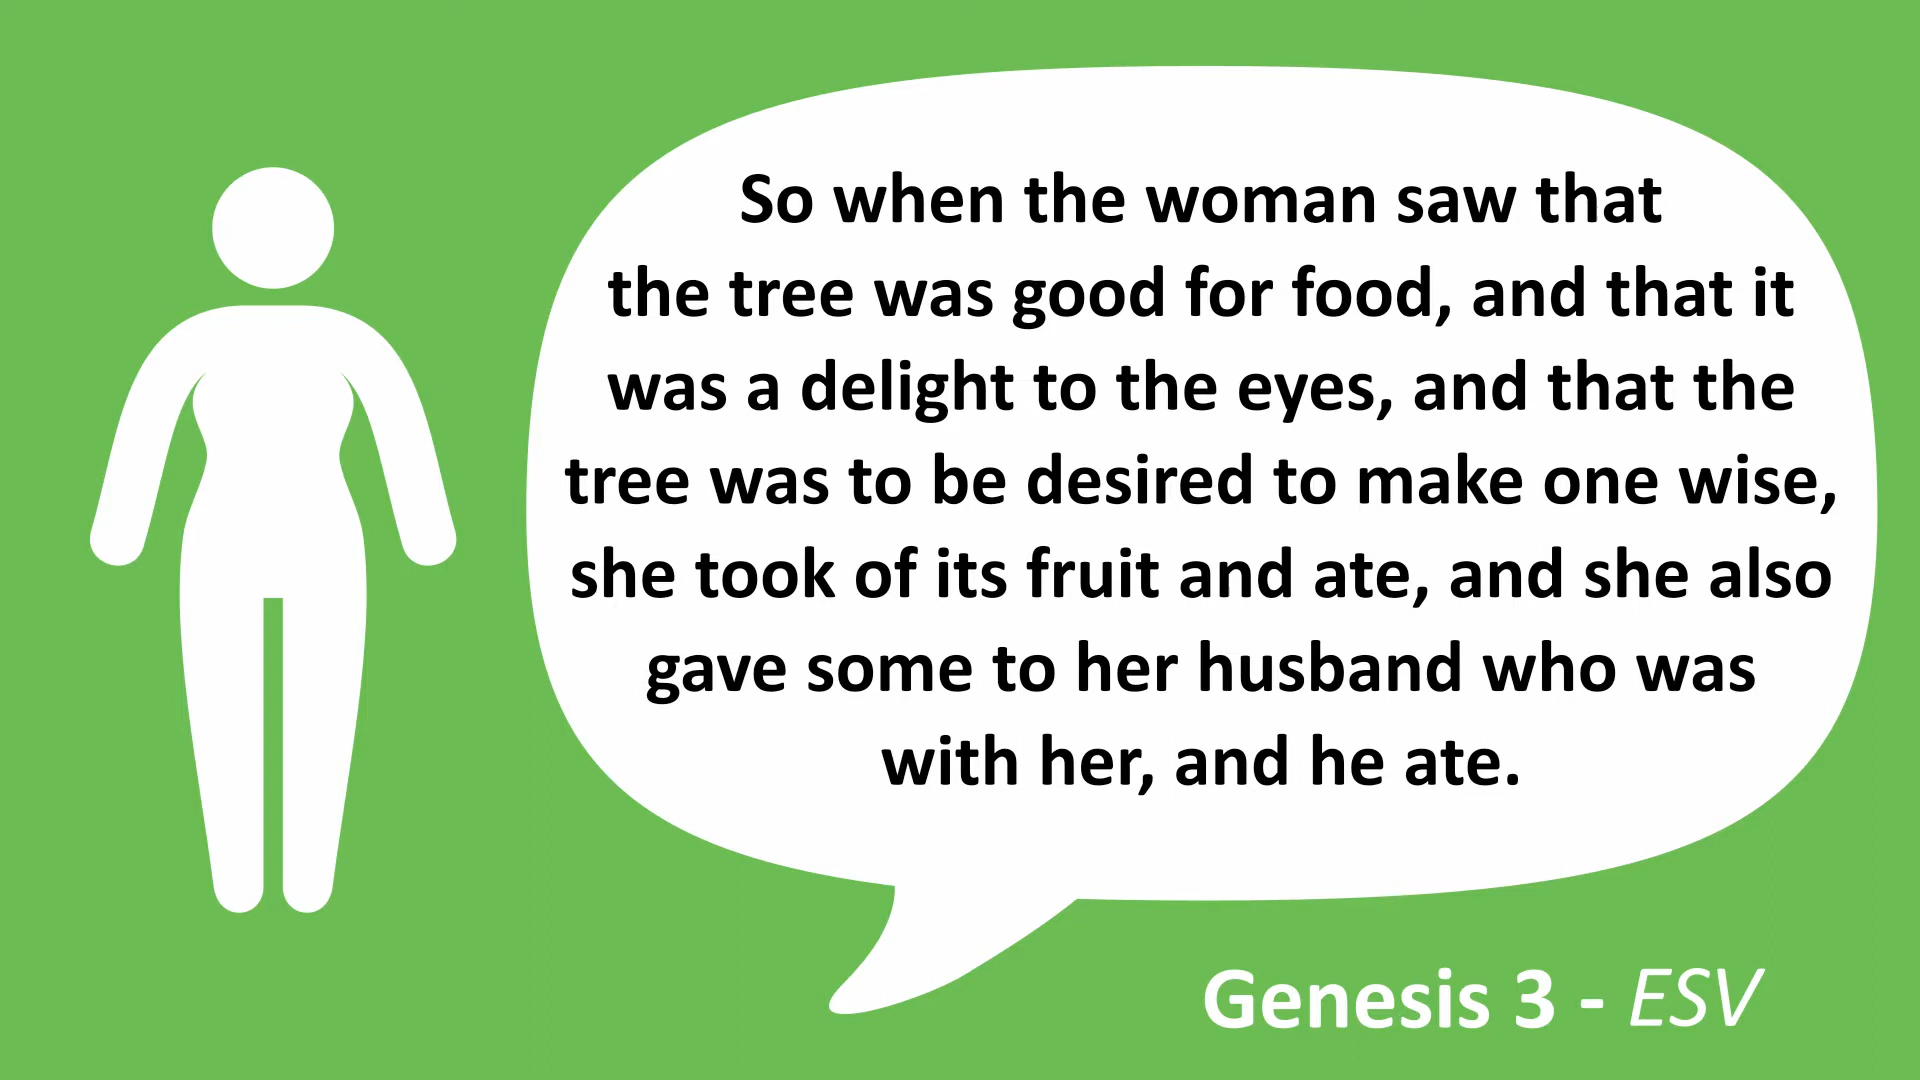 So when the woman saw that
the tree was good for food, and that it
was a delight to the eyes, and that the
tree was to be desired to make one wise,
she took of its fruit and ate, and she also
gave some to her husband who was
with her, and he ate.
Genesis 3 - ESV